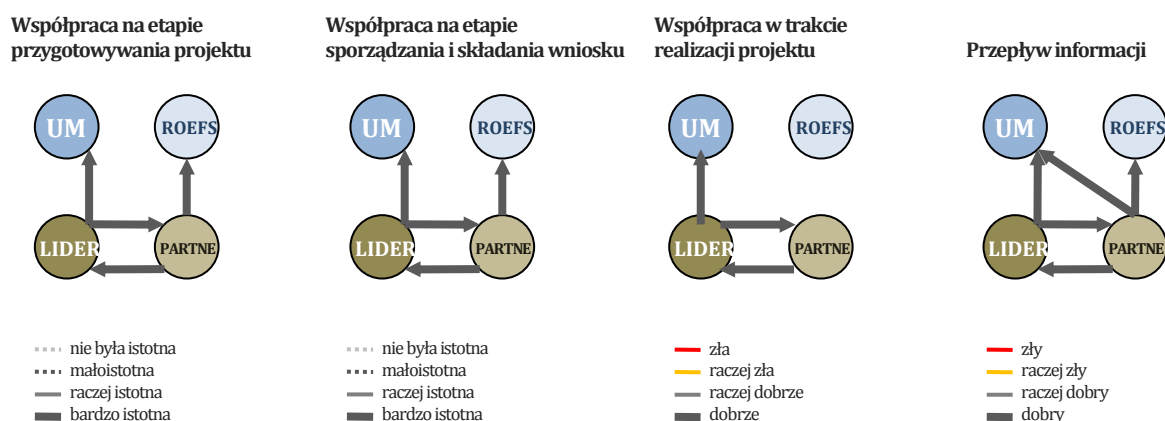 Współpraca na etapie
przygotowywania projektu
UM
ROEFS
LIDER
PARTNE
nie była istotna
małoistotna
raczej istotna
bardzo istotna
Współpraca na etapie
sporządzania i składania wniosku
UM
ROEFS
LIDER
PARTNE
nie była istotna
małoistotna
raczej istotna
bardzo istotna
Współpraca w trakcie
realizacji projektu
UM
ROEFS
LIDER
PARTNE
zła
raczej zła
raczej dobrze
dobrze
Przepływ informacji
UM
ROEFS
LIDER
PARTNE
zły
raczej zły
raczej dobry
dobry